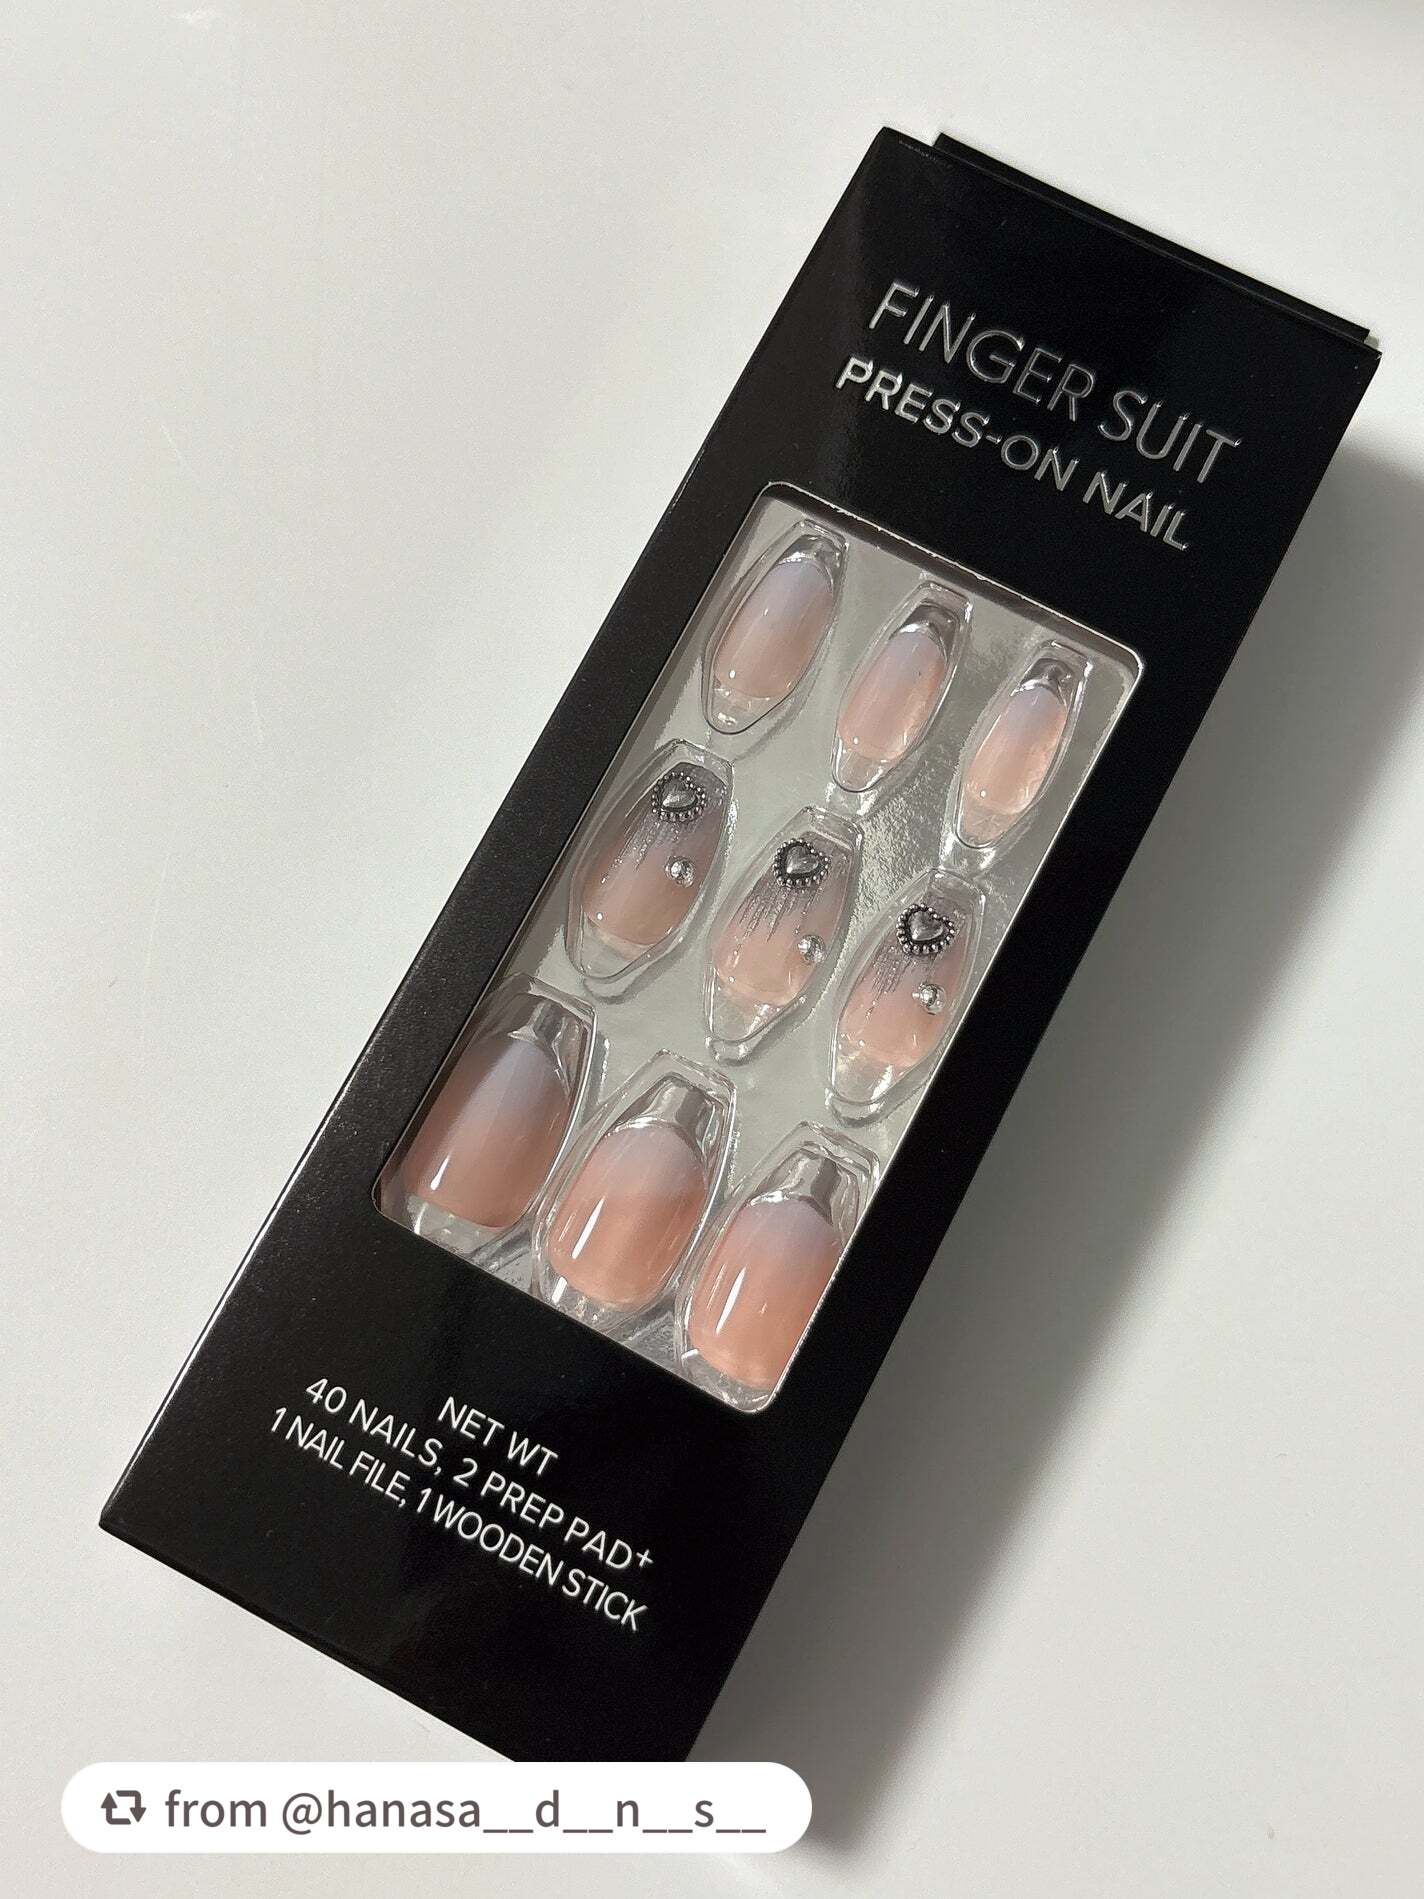 FINGER SUIT
PRESS-ON NAIL
NET WT
40 NAILS, 2 PREP PAD+
1 NAIL FILE, 1 WOODEN STICK
from @hanasa__d__n__s__